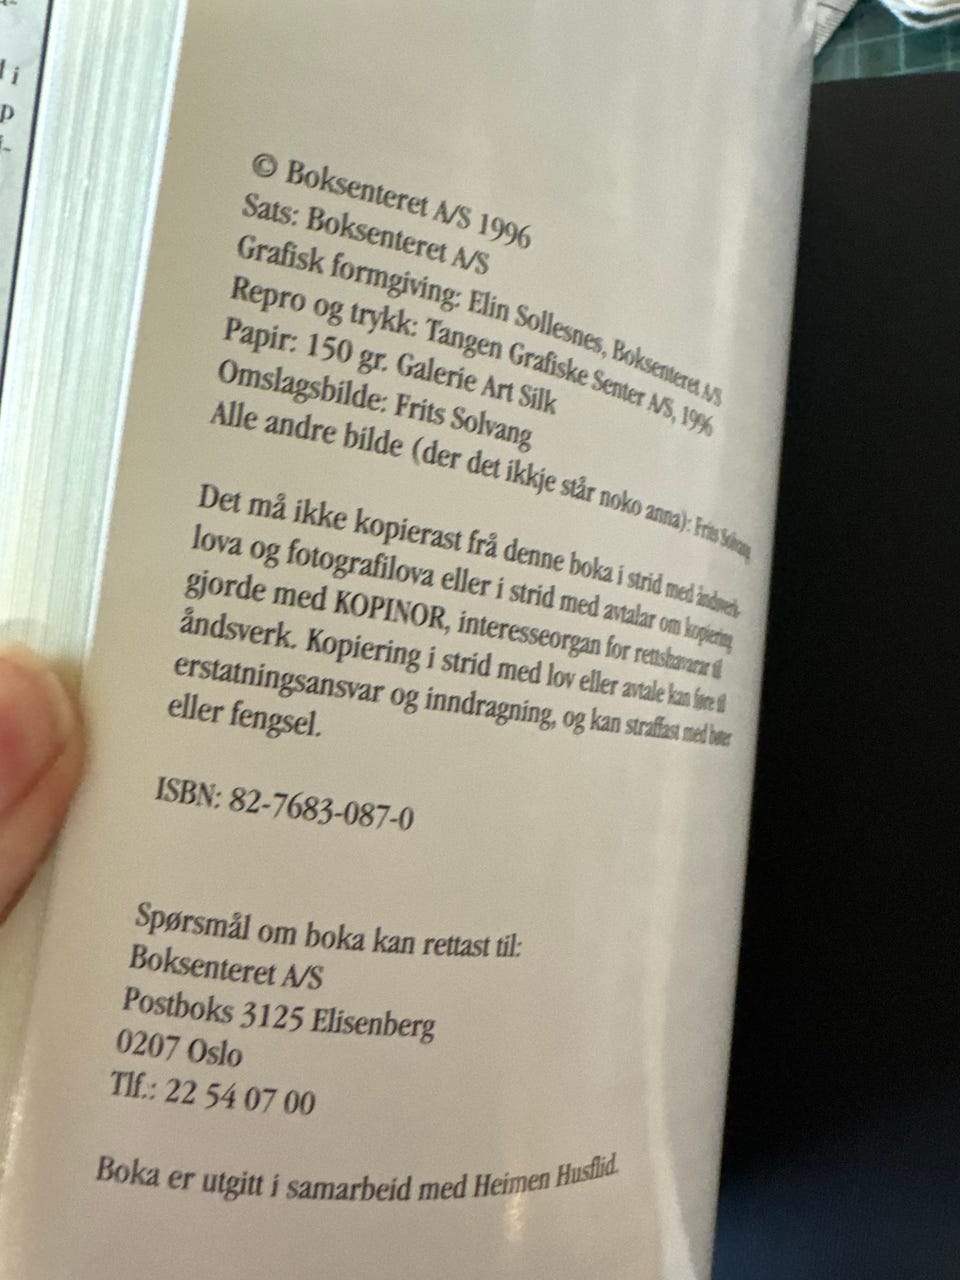 l i
p
i-
© Boksenteret A/S 1996
Sats: Boksenteret A/S
Grafisk formgiving: Elin Sollesnes, Boksenteret A/S
Repro og trykk: Tangen Grafiske Senter A/S, 1996
Papir: 150 gr. Galerie Art Silk
Omslagsbilde: Frits Solvang
Alle andre bilde (der det ikkje står noko anna): Frits Solvang
Det må ikke kopierast frå denne boka i strid med åndsverk-
lova og fotografilova eller i strid med avtalar om kopiering
gjorde med KOPINOR, interesseorgan for rettshavarar til
åndsverk. Kopiering i strid med lov eller avtale kan føre til
erstatningsansvar og inndragning, og kan straffast med bøter
eller fengsel.
ISBN: 82-7683-087-0
Spørsmål om boka kan rettast til:
Boksenteret A/S
Postboks 3125 Elisenberg
0207 Oslo
Tlf.: 22 54 07 00
Boka er utgitt i samarbeid med Heimen Husflid.